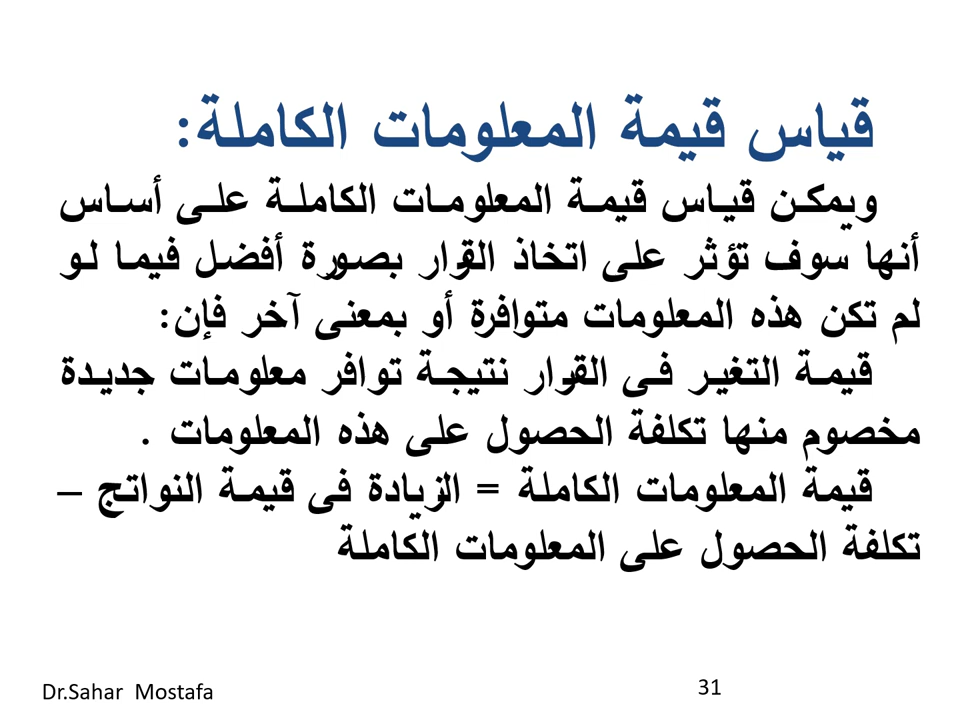 قياس قيمة المعلومات الكاملة:
ويمكن قياس قيمة المعلومات الكاملة على أساس
أنها سوف تؤثر على اتخاذ القرار بصورة أفضل فيما لو
لم تكن هذه المعلومات متوافرة أو بمعنى آخر فإن:
قيمة التغير فى القرار نتيجة توافر معلومات جديدة
مخصوم منها تكلفة الحصول على هذه المعلومات .
قيمة المعلومات الكاملة = الزيادة فى قيمة النواتج –
تكلفة الحصول على المعلومات الكاملة
Dr.Sahar Mostafa
31